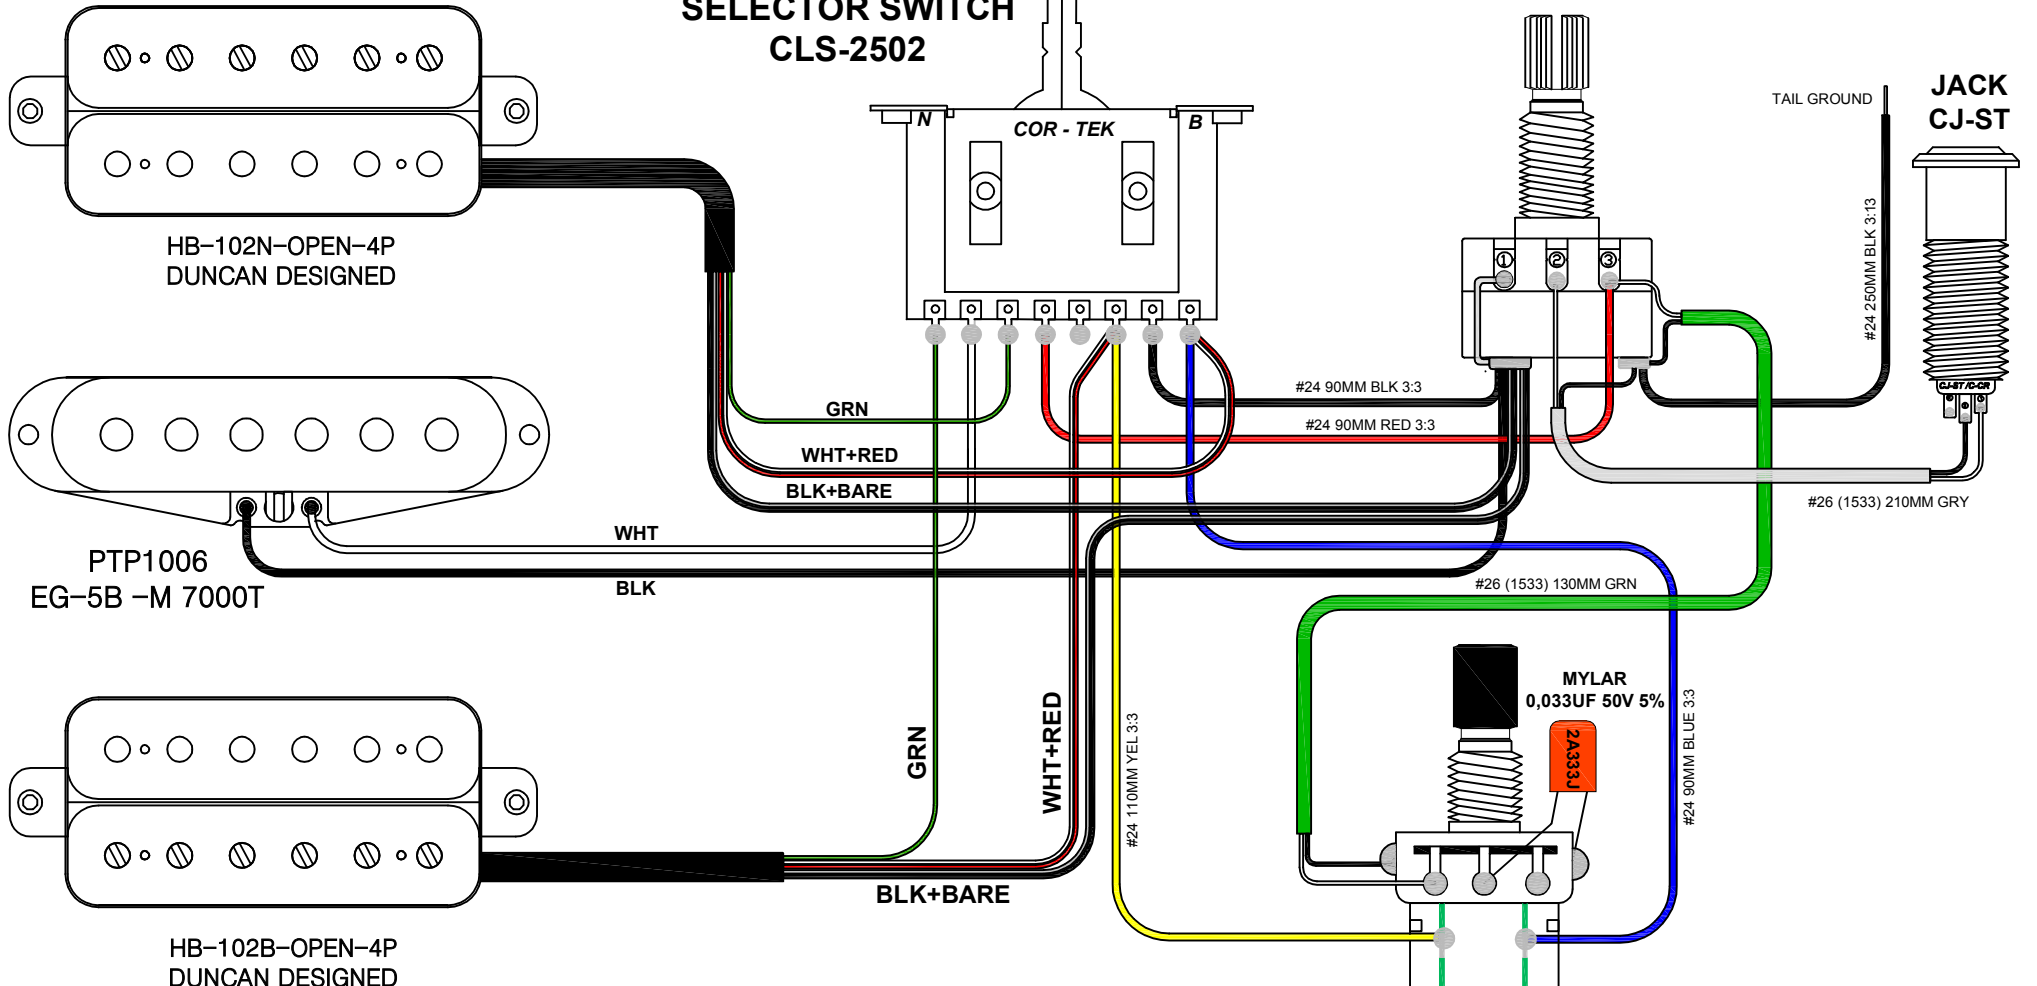 SELECTOR SWITCH
CLS-2502
N
COR - TEK
B
JACK
CJ-ST
TAIL GROUND
#24 250MM BLK 3:13
HB-102N-OPEN-4P
DUNCAN DESIGNED
1
2
3
CJ-ST /C-CR
GRN
#24 90MM BLK 3:3
#24 90MM RED 3:3
WHT+RED
BLK+BARE
#26 (1533) 210MM GRY
WHT
BLK
PTP1006
EG-5B -M 7000T
#26 (1533) 130MM GRN
MYLAR
0,033UF 50V 5%
2A333J
#24 90MM BLUE 3:3
GRN
WHT+RED
#24 110MM YEL 3:3
BLK+BARE
HB-102B-OPEN-4P
DUNCAN DESIGNED